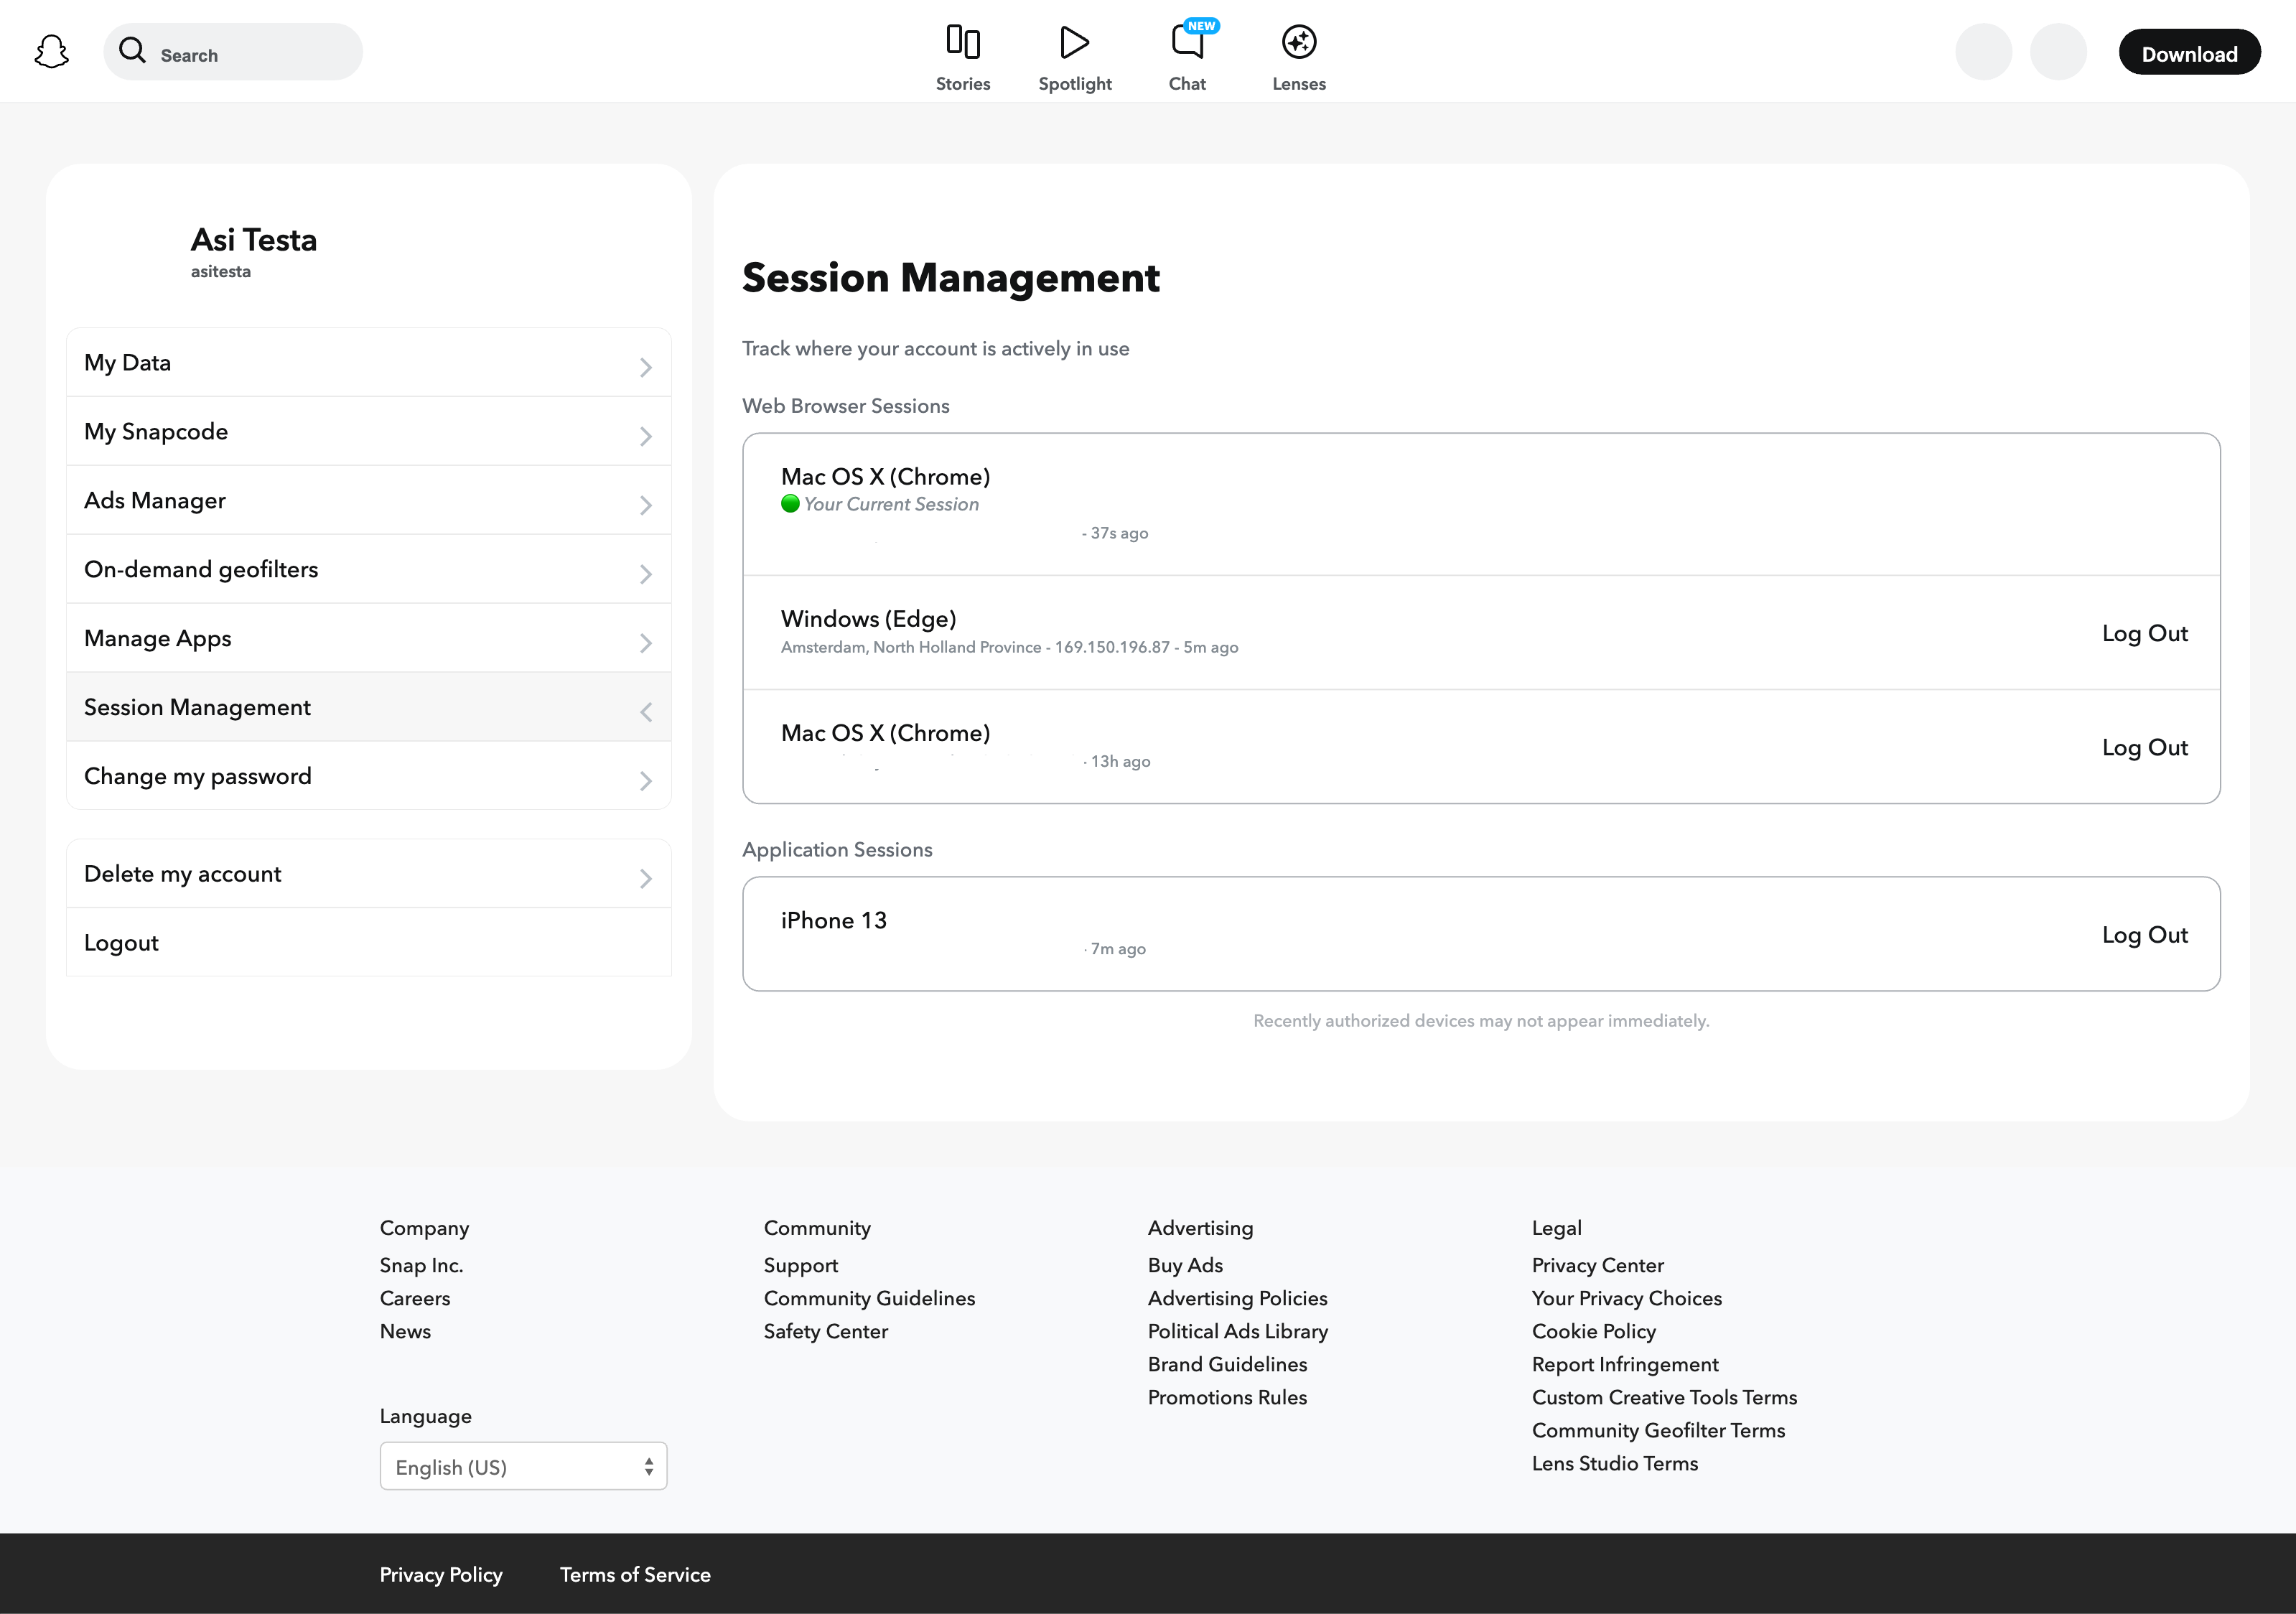 Search
Stories
Spotlight
NEW
Chat
Lenses
Download
Asi Testa
asitesta
My Data
My Snapcode
Ads Manager
On-demand geofilters
Manage Apps
Session Management
Change my password
Delete my account
Logout
Session Management
Track where your account is actively in use
Web Browser Sessions
Mac OS X (Chrome)
Your Current Session
- 37s ago
Windows (Edge)
Amsterdam, North Holland Province - 169.150.196.87 - 5m ago
Log Out
Mac OS X (Chrome)
- 13h ago
Log Out
Application Sessions
iPhone 13
- 7m ago
Log Out
Recently authorized devices may not appear immediately.
Company
Snap Inc.
Careers
News
Community
Support
Community Guidelines
Safety Center
Advertising
Buy Ads
Advertising Policies
Political Ads Library
Brand Guidelines
Promotions Rules
Legal
Privacy Center
Your Privacy Choices
Cookie Policy
Report Infringement
Custom Creative Tools Terms
Community Geofilter Terms
Lens Studio Terms
Language
English (US)
Privacy Policy
Terms of Service